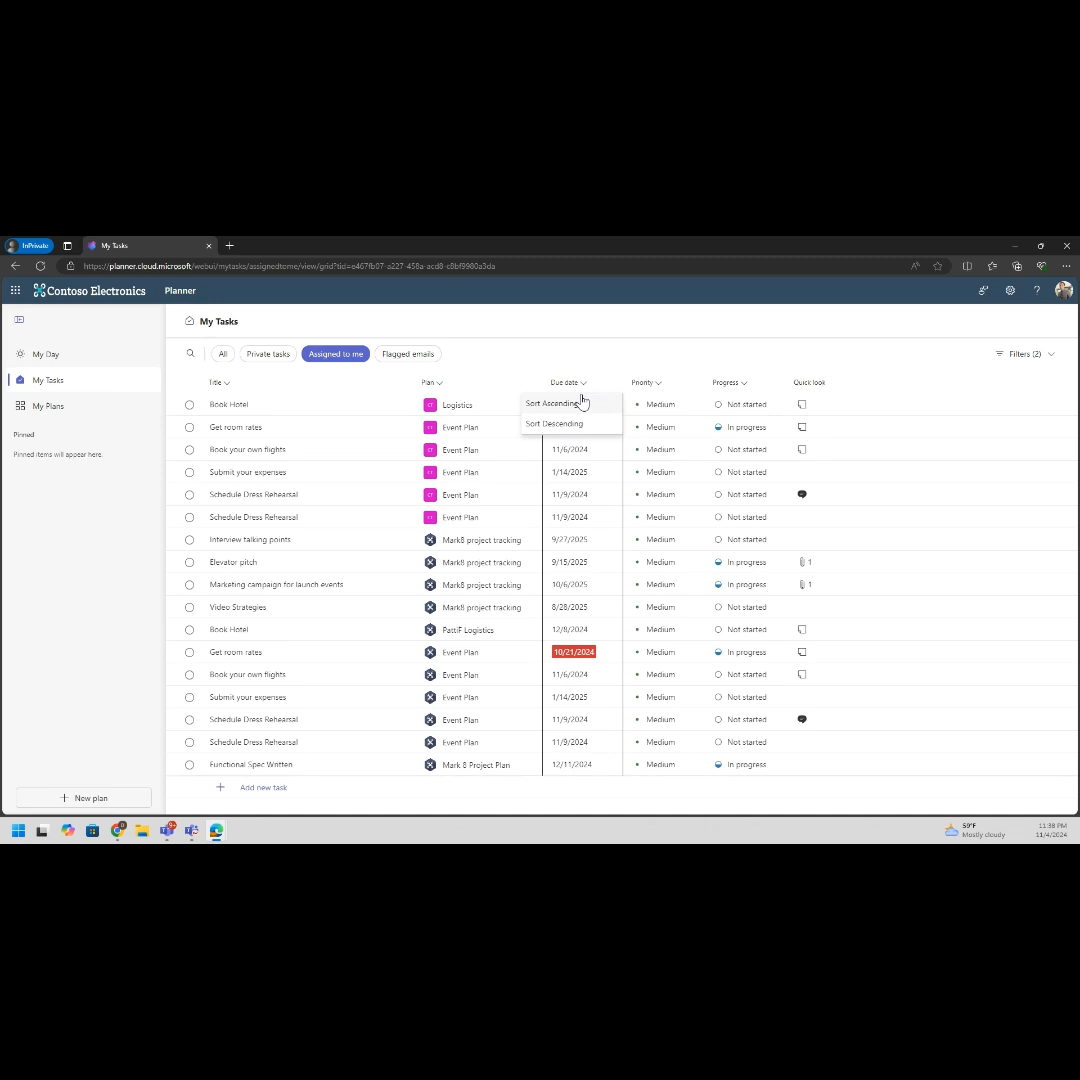 InPrivate My Tasks
https://planner.cloud.microsoft/webui/mytasks/assignedtome/view/grid?tid=e467fb07-a227-458a-acd8-c8bf9980a3da
Contoso Electronics Planner
My Tasks
My Day
My Tasks
My Plans
Pinned
Pinned items will appear here.
New plan
All Private tasks Assigned to me Flagged emails Filters (2)
Title Plan Due date Priority Progress Quick look
Sort Ascending
Sort Descending
Book Hotel CT Logistics Medium Not started
Get room rates CT Event Plan Medium In progress
Book your own flights CT Event Plan 11/6/2024 Medium Not started
Submit your expenses CT Event Plan 1/14/2025 Medium Not started
Schedule Dress Rehearsal CT Event Plan 11/9/2024 Medium Not started
Schedule Dress Rehearsal CT Event Plan 11/9/2024 Medium Not started
Interview talking points Mark8 project tracking 9/27/2025 Medium Not started
Elevator pitch Mark8 project tracking 9/15/2025 Medium In progress 1
Marketing campaign for launch events Mark8 project tracking 10/6/2025 Medium In progress 1
Video Strategies Mark8 project tracking 8/28/2025 Medium Not started
Book Hotel PattiF Logistics 12/8/2024 Medium Not started
Get room rates Event Plan 10/21/2024 Medium In progress
Book your own flights Event Plan 11/6/2024 Medium Not started
Submit your expenses Event Plan 1/14/2025 Medium Not started
Schedule Dress Rehearsal Event Plan 11/9/2024 Medium Not started
Schedule Dress Rehearsal Event Plan 11/9/2024 Medium Not started
Functional Spec Written Mark 8 Project Plan 12/11/2024 Medium In progress
Add new task
59°F
Mostly cloudy
11:38 PM
11/4/2024